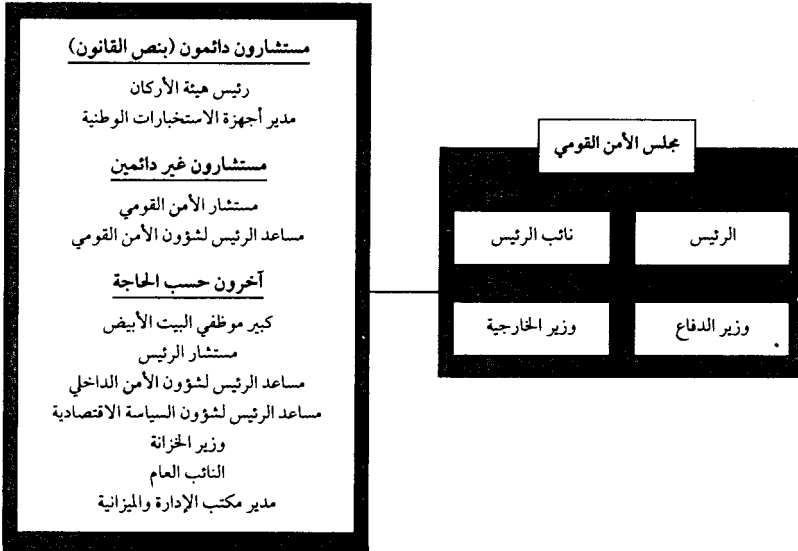 مجلس الأمن القومي
الرئيس
نائب الرئيس
وزير الدفاع
وزير الخارجية
مستشارون دائمون (بنص القانون)
رئيس هيئة الأركان
مدير أجهزة الاستخبارات الوطنية
مستشارون غير دائمين
مستشار الأمن القومي
مساعد الرئيس لشؤون الأمن القومي
آخرون حسب الحاجة
كبير موظفي البيت الأبيض
مستشار الرئيس
مساعد الرئيس لشؤون الأمن الداخلي
مساعد الرئيس لشؤون السياسة الاقتصادية
وزير الخزانة
النائب العام
مدير مكتب الإدارة والميزانية